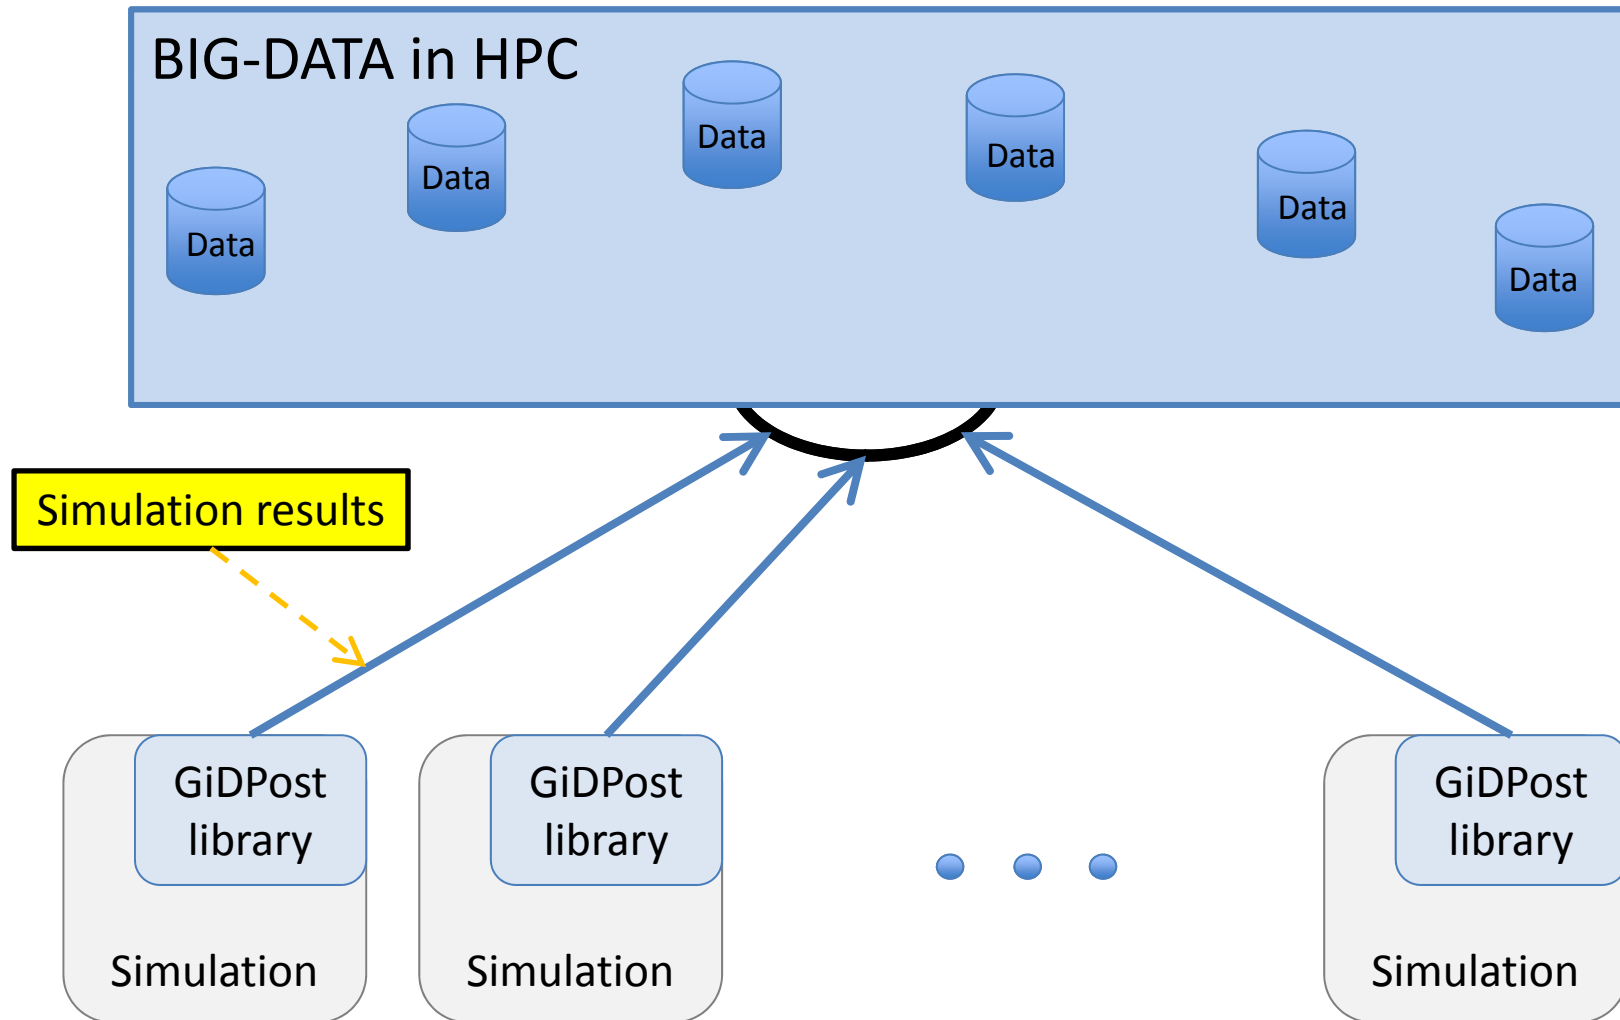 BIG-DATA in HPC
Data
Data
Data
Data
Data
Data
Simulation results
GiDPost
library
Simulation
GiDPost
library
Simulation
GiDPost
library
Simulation